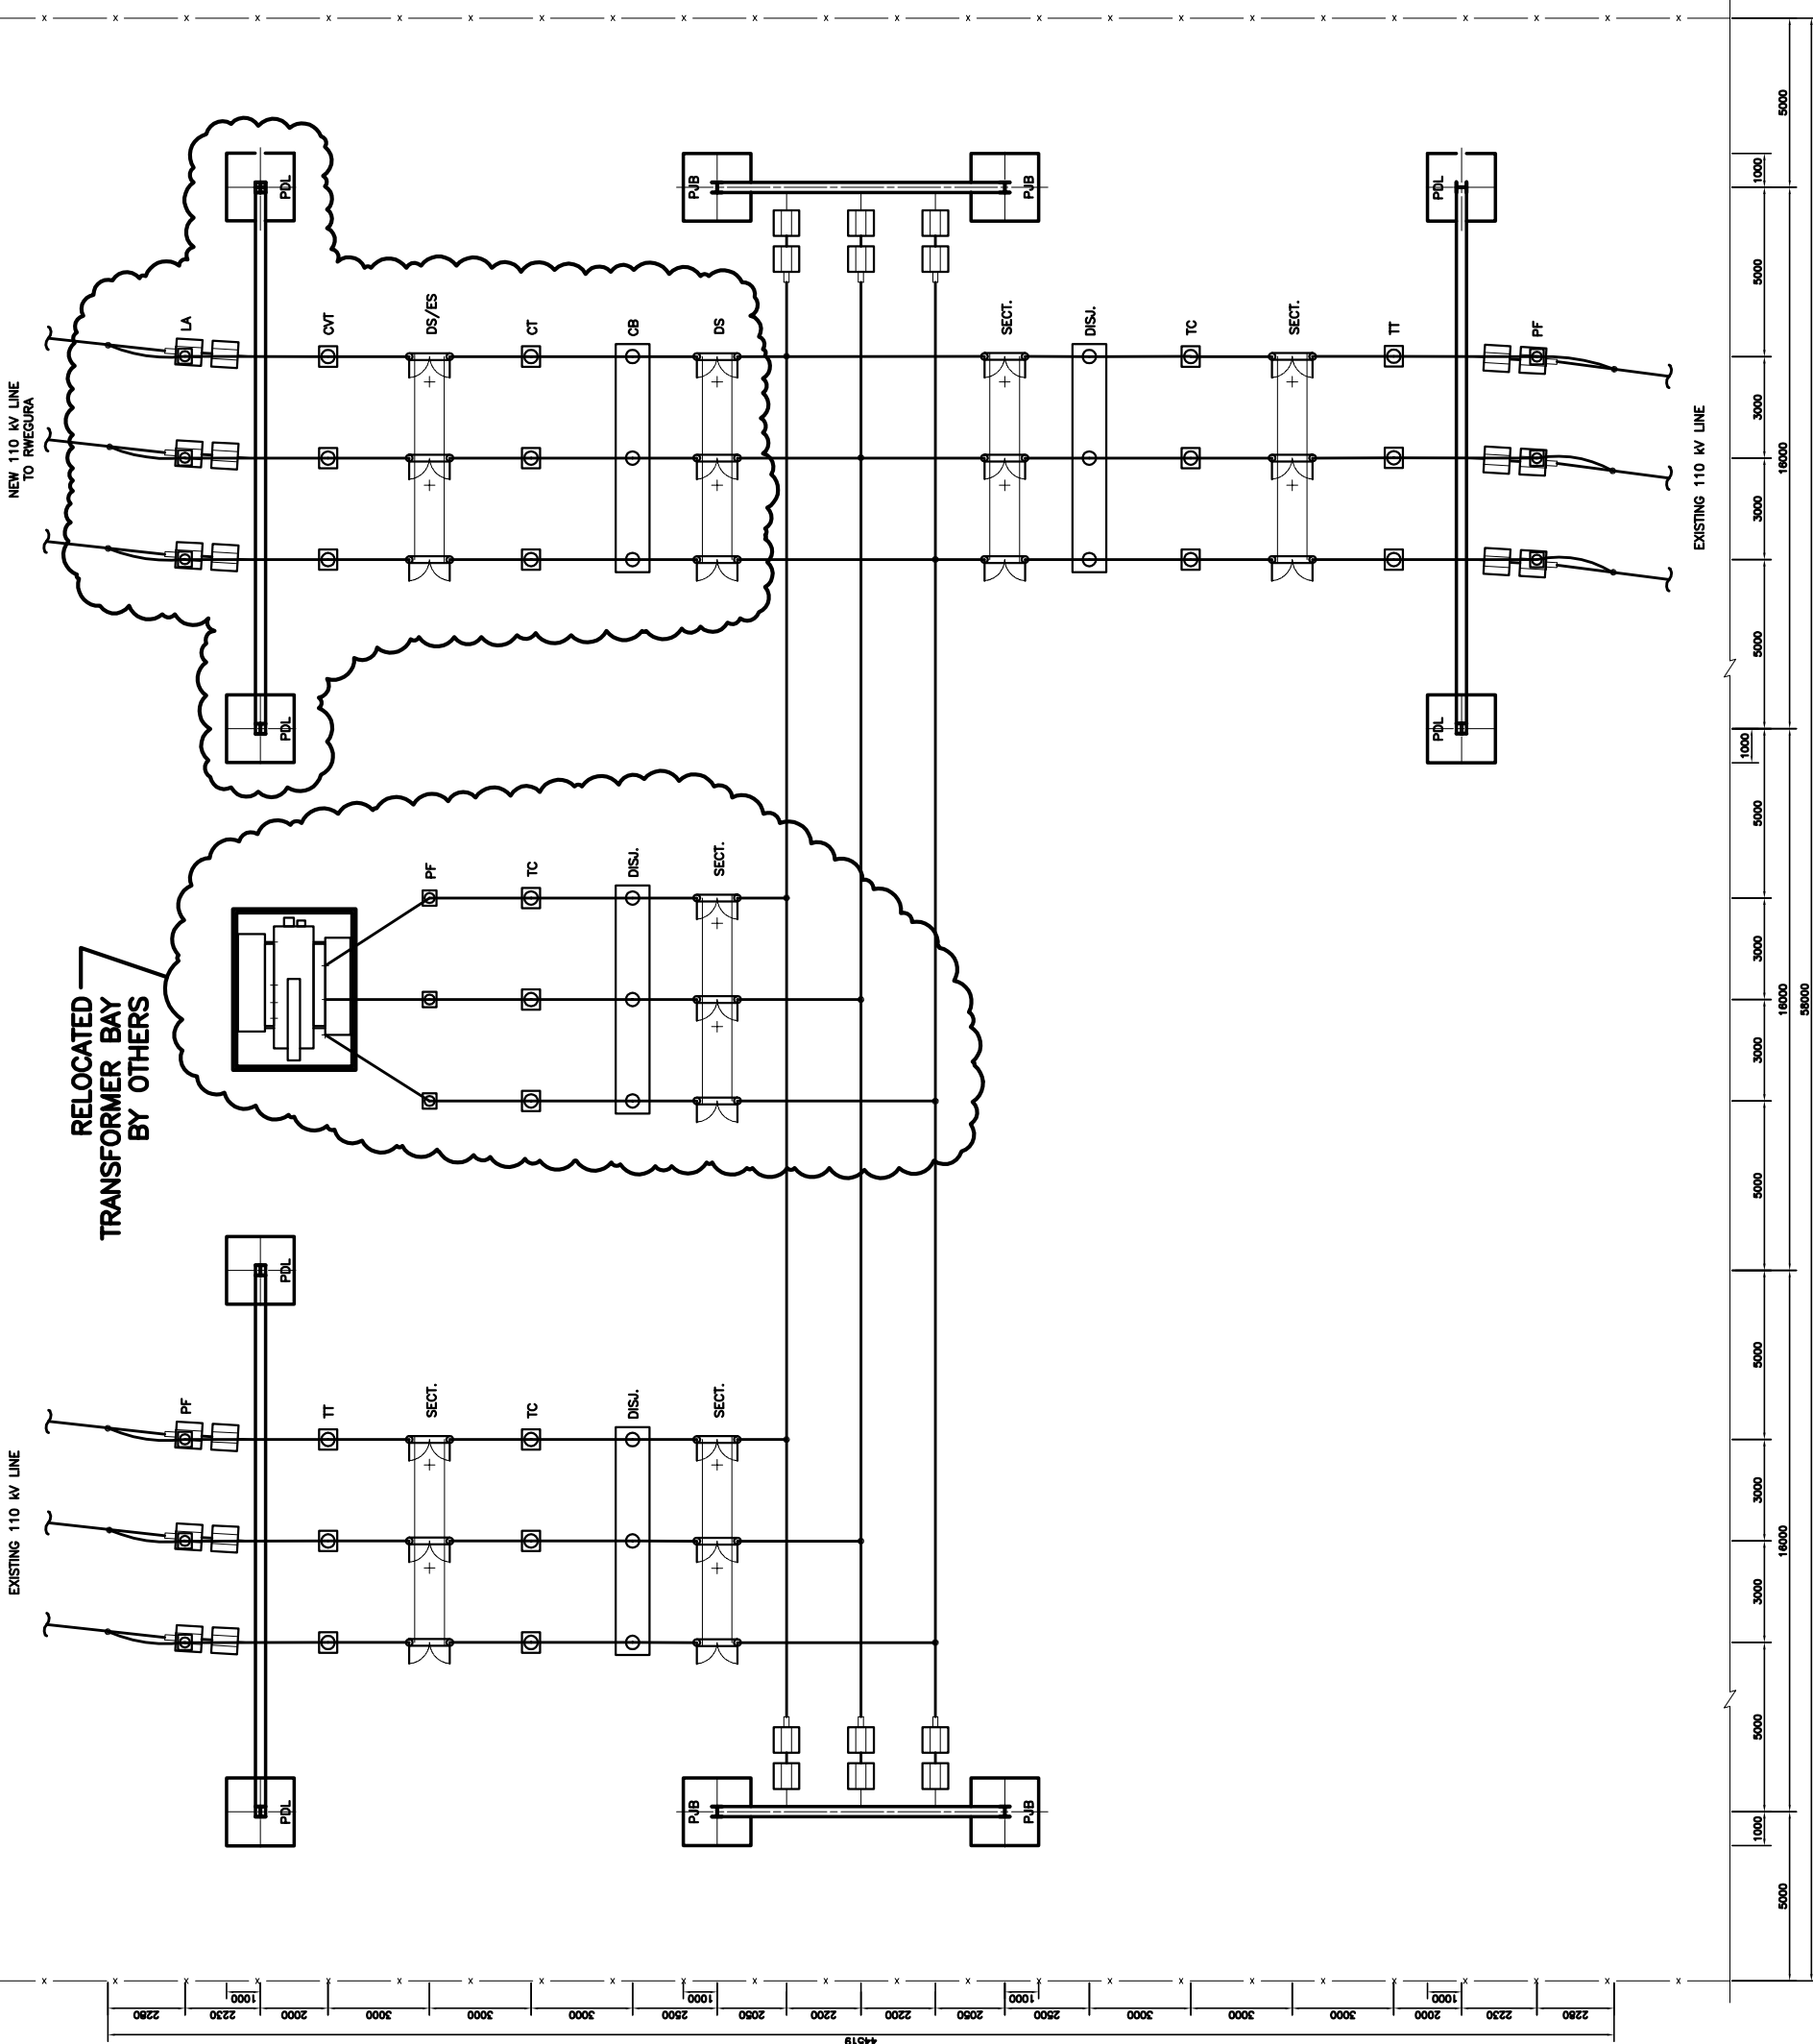 NEW 110 kV LINE
TO RWEGURA
LA
CVT
DS/ES
CT
CB
DS
PDL
PDL
PJB
PJB
SECT.
DISJ.
TC
SECT.
TT
PF
PDL
PDL
EXISTING 110 kV LINE
RELOCATED
TRANSFORMER BAY
BY OTHERS
PF
TC
DISJ.
SECT.
EXISTING 110 kV LINE
PF
TT
SECT.
TC
DISJ.
SECT.
PDL
PDL
PJB
PJB
5000
1000
5000
3000
16000
3000
5000
1000
5000
3000
16000
58000
3000
5000
5000
3000
16000
3000
5000
1000
5000
2280
2230
1000
2000
3000
3000
3000
2500
1000
2050
2200
2200
2050
1000
2500
3000
3000
3000
2000
1000
2230
2280
44519